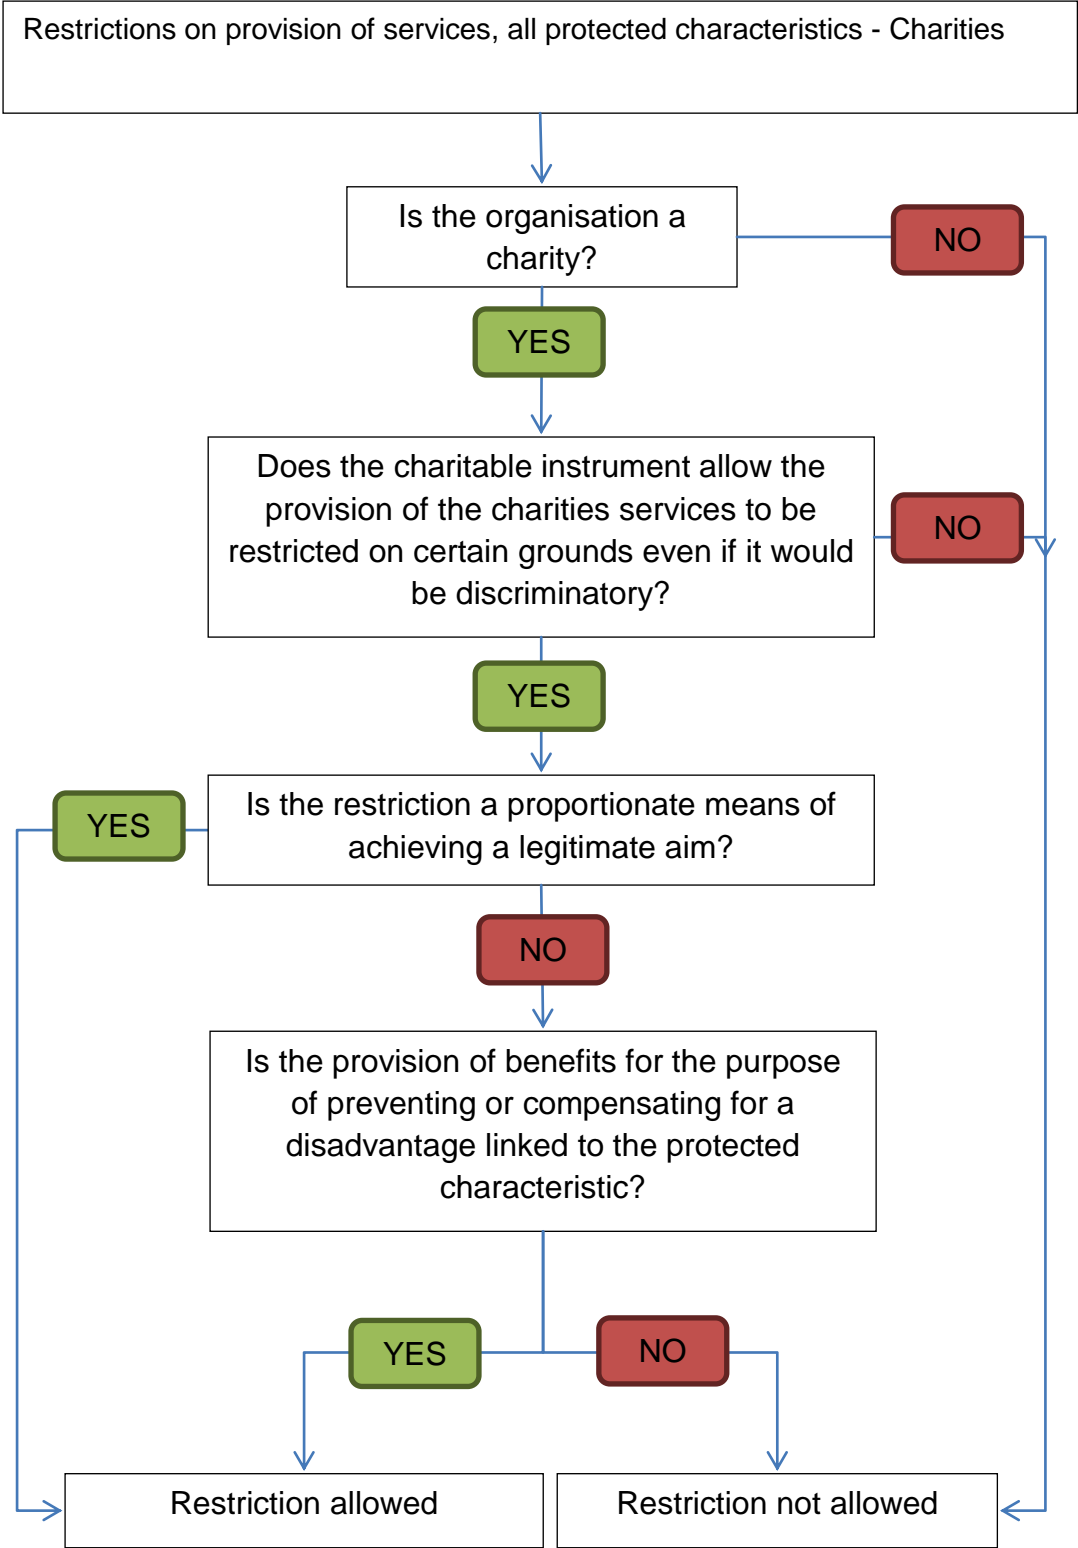 Restrictions on provision of services, all protected characteristics - Charities
Is the organisation a
charity?
NO
YES
Does the charitable instrument allow the
provision of the charities services to be
restricted on certain grounds even if it would
be discriminatory?
NO
YES
Is the restriction a proportionate means of
achieving a legitimate aim?
YES
NO
Is the provision of benefits for the purpose
of preventing or compensating for a
disadvantage linked to the protected
characteristic?
YES
NO
Restriction allowed
Restriction not allowed